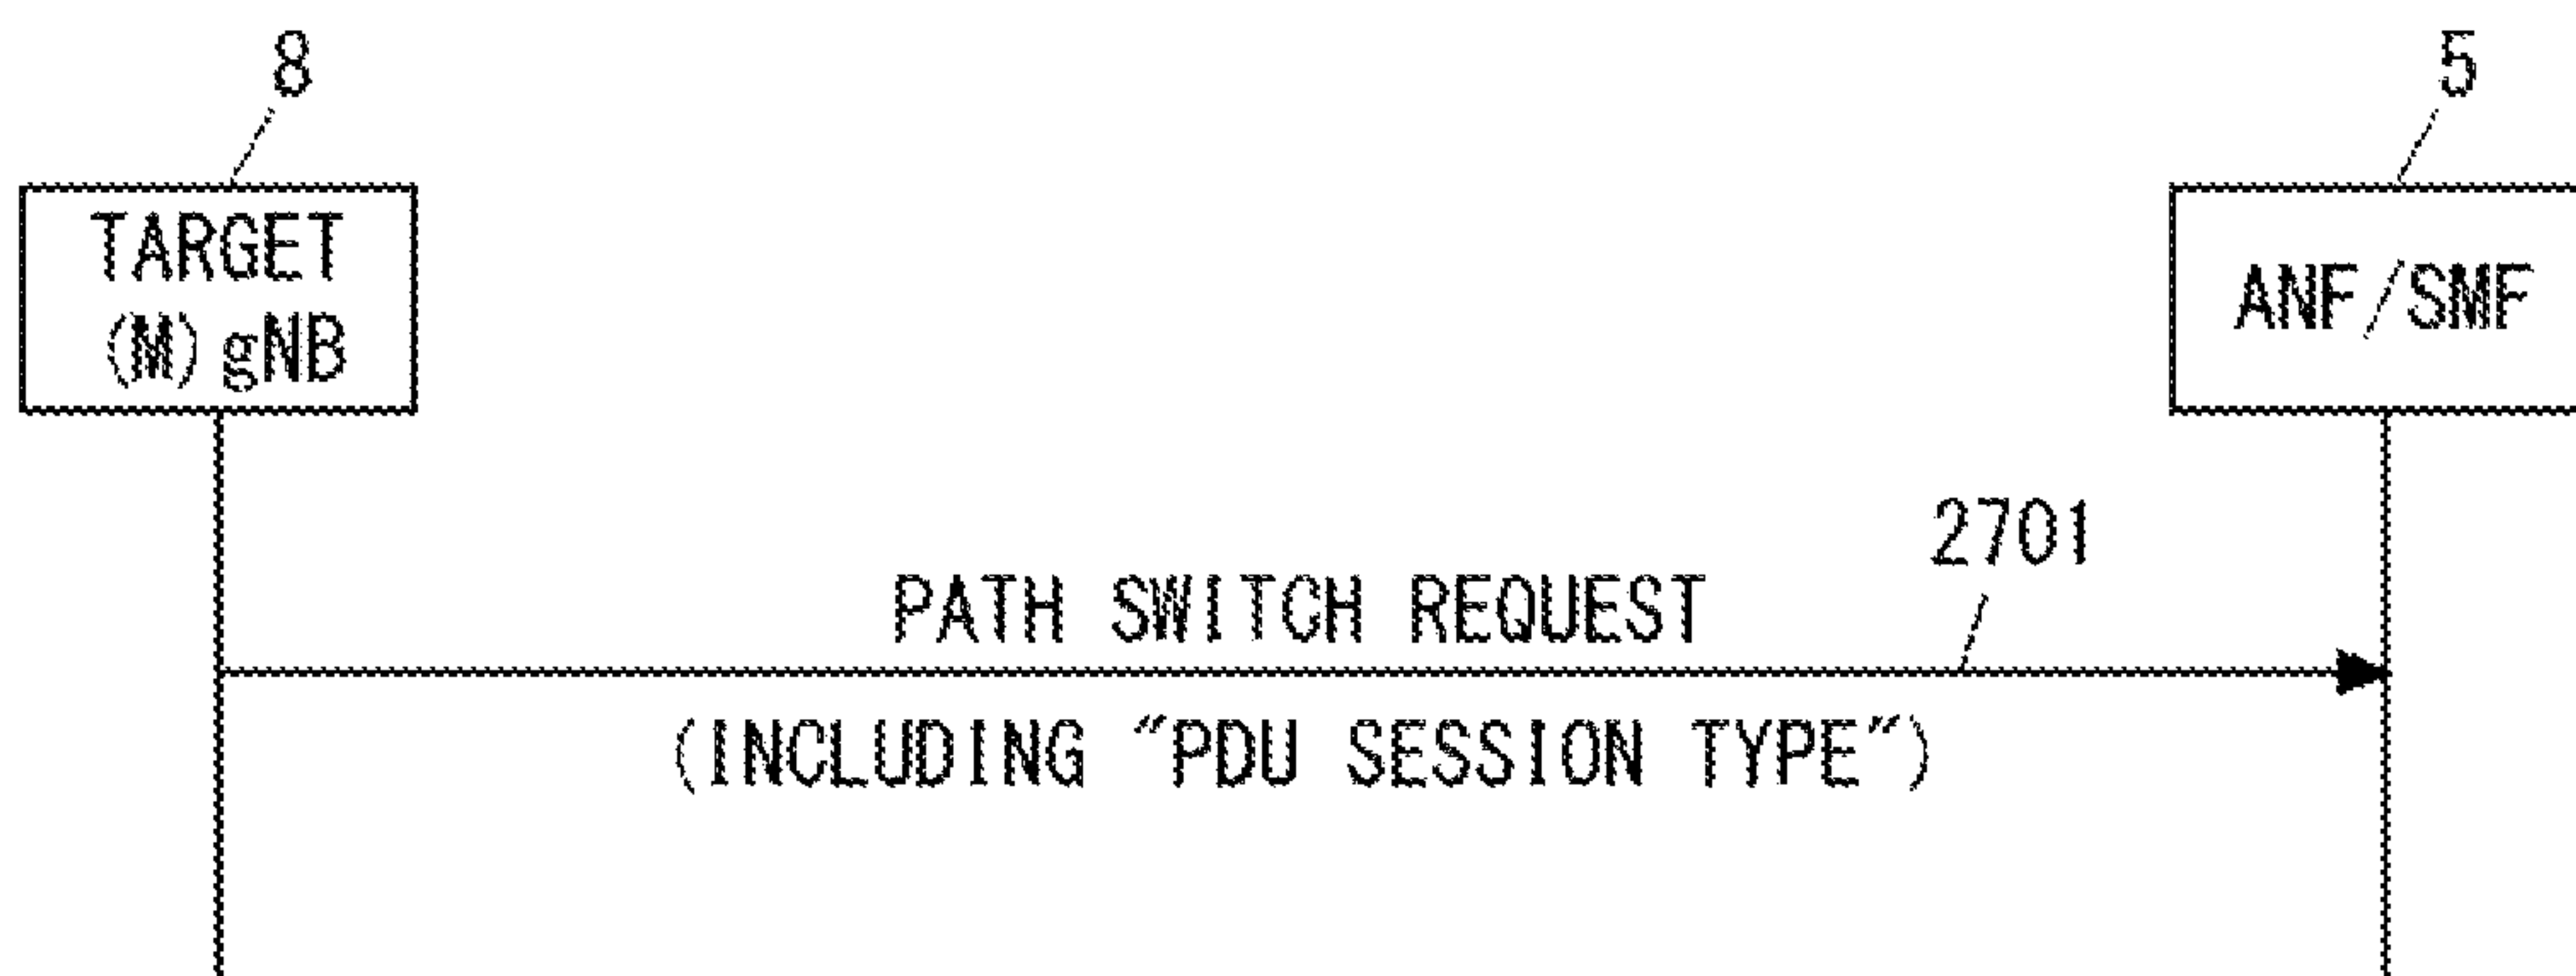 8
5
TARGET
(M) gNB
ANF/SMF
2701
PATH SWITCH REQUEST
(INCLUDING "PDU SESSION TYPE")